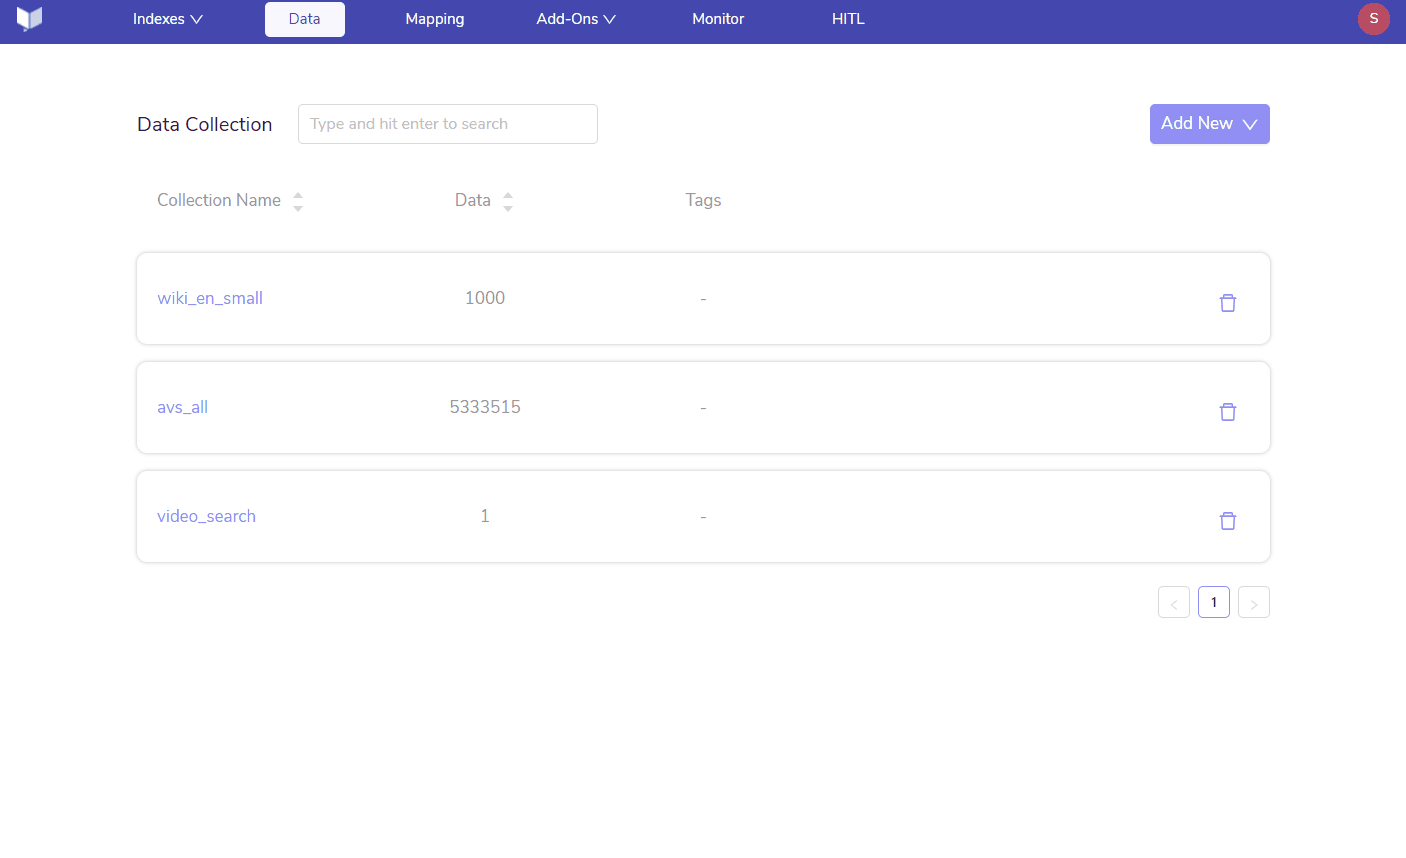 Indexes Data Mapping Add-Ons Monitor HITL S
Data Collection Type and hit enter to search Add New
Collection Name Data Tags
wiki_en_small 1000 -
avs_all 5333515 -
video_search 1 -
< 1 >